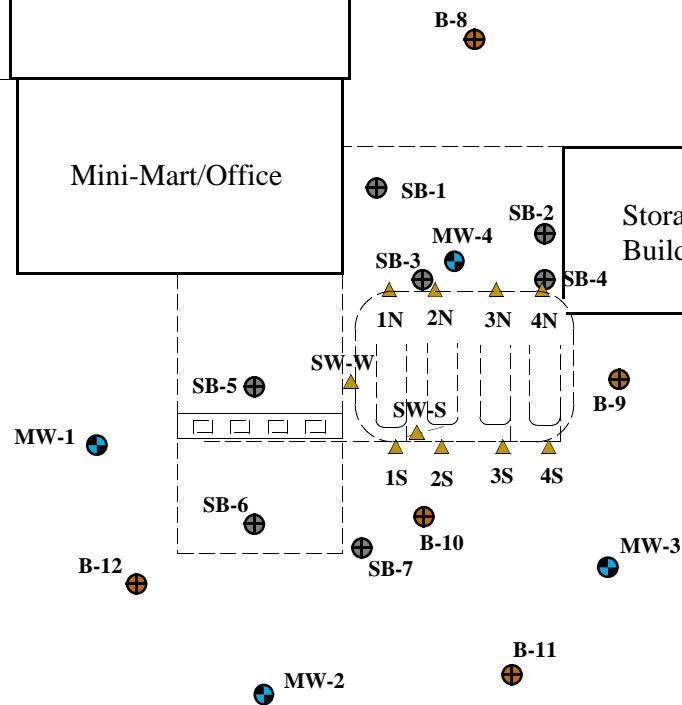 B-8
Mini-Mart/Office
SB-1
SB-2
Stora
Build
MW-4
SB-3
SB-4
1N
2N
3N
4N
SW-W
SB-5
B-9
SW-S
MW-1
1S
2S
3S
4S
SB-6
B-10
MW-3
SB-7
B-12
B-11
MW-2